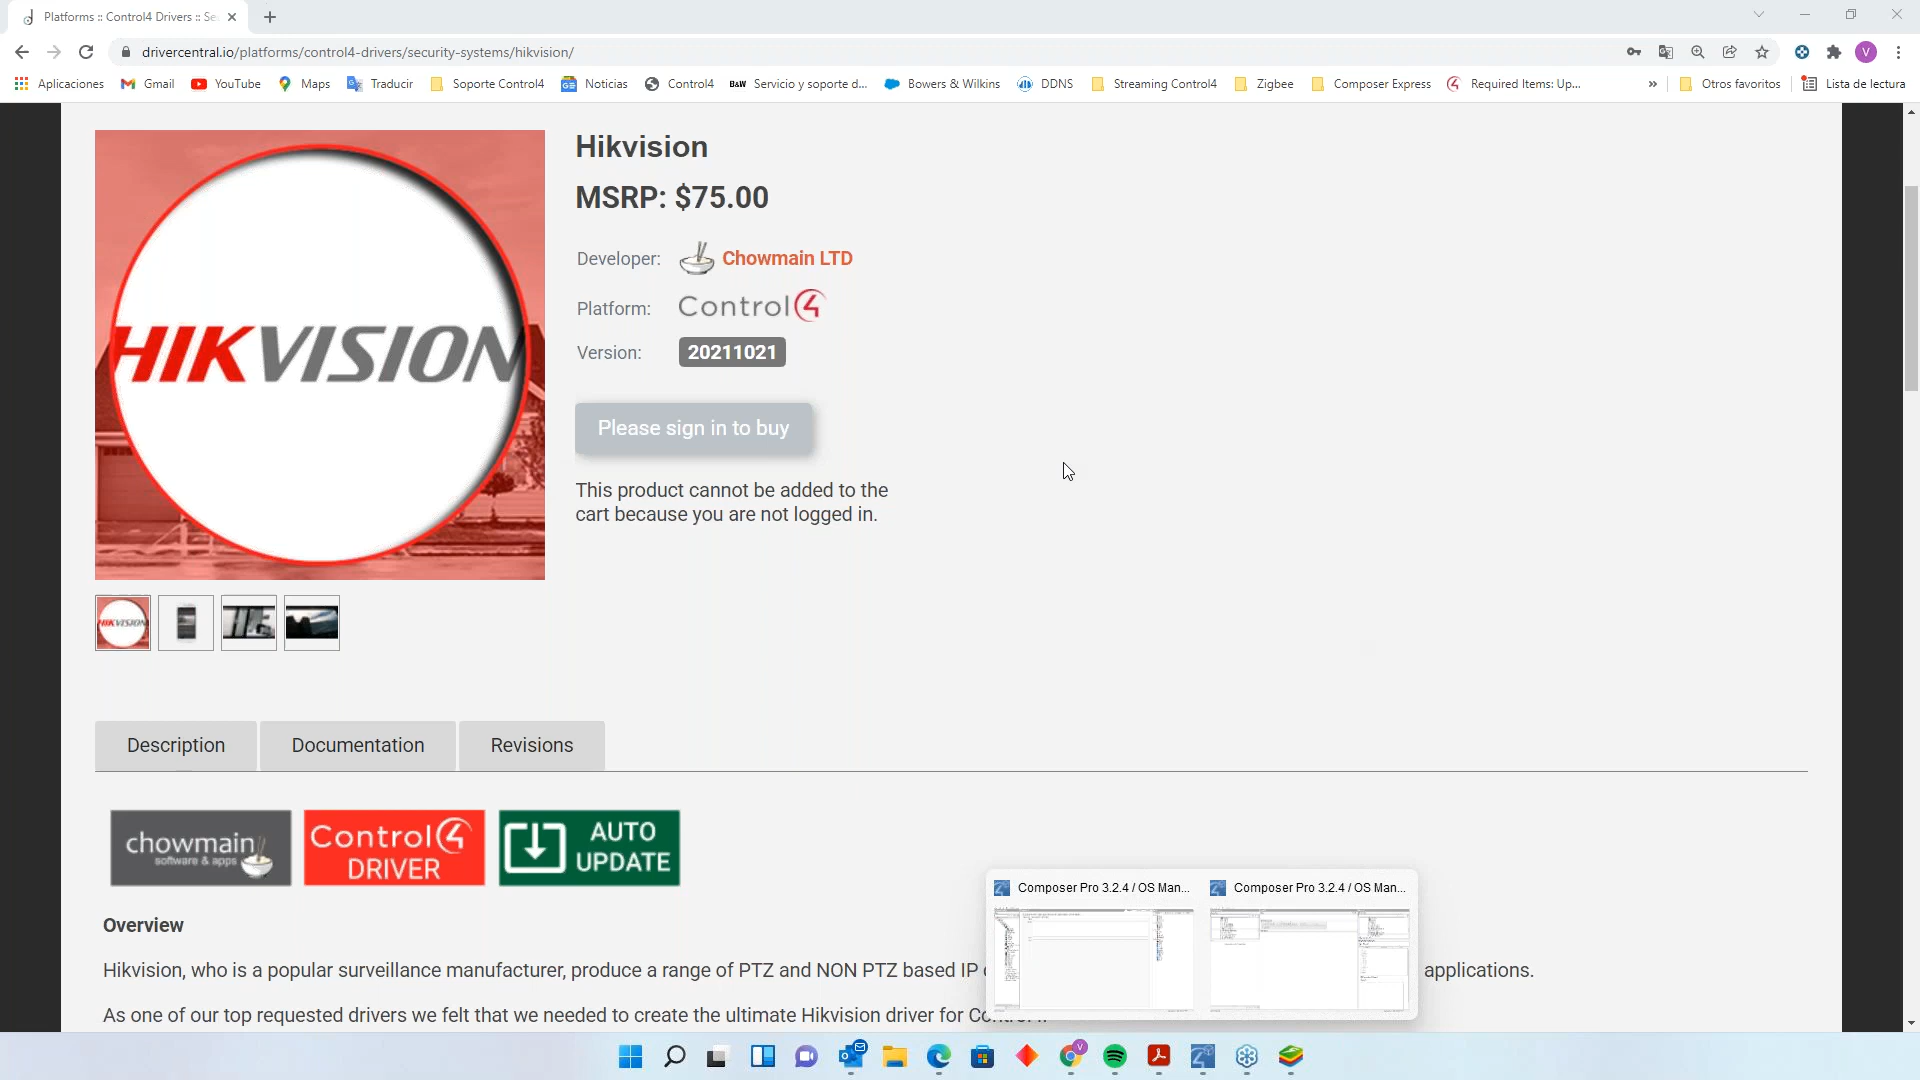 Platforms :: Control4 Drivers :: Se
drivercentral.io/platforms/control4-drivers/security-systems/hikvision/
V
Aplicaciones Gmail YouTube Maps Traducir Soporte Control4 Noticias Control4 B&W Servicio y soporte d... Bowers & Wilkins DDNS Streaming Control4 Zigbee Composer Express Required Items: Up... » Otros favoritos Lista de lectura
HIKVISION
Hikvision
MSRP: $75.00
Developer: Chowmain LTD
Platform: Control4
Version: 20211021
Please sign in to buy
This product cannot be added to the
cart because you are not logged in.
HIKVISION
Description Documentation Revisions
chowmain
software & apps
Control4
DRIVER
AUTO
UPDATE
Overview
Hikvision, who is a popular surveillance manufacturer, produce a range of PTZ and NON PTZ based IP applications.
As one of our top requested drivers we felt that we needed to create the ultimate Hikvision driver for
Composer Pro 3.2.4 / OS Man... Composer Pro 3.2.4 / OS Man...